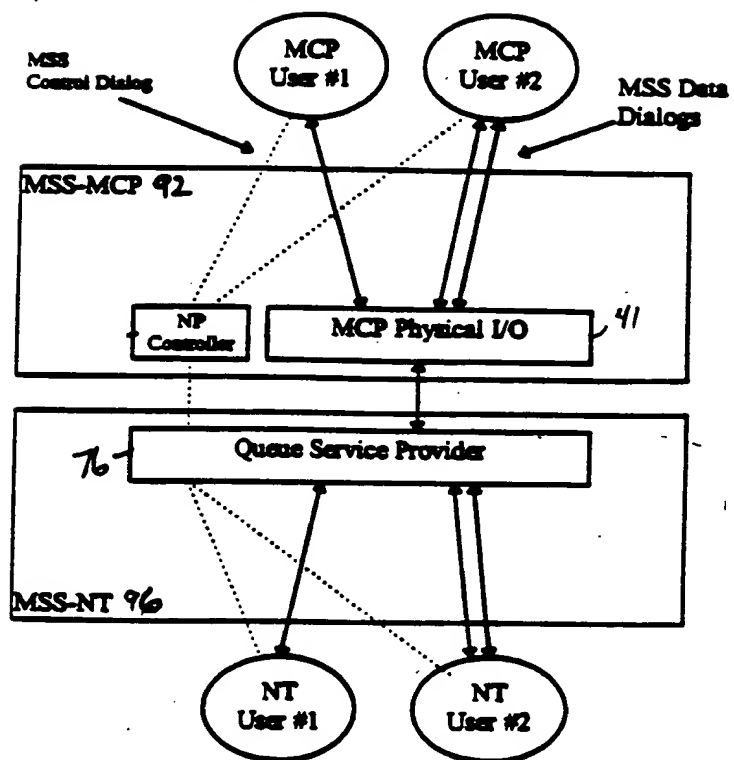 MSS
Control Dialog
MCP
User #1
MCP
User #2
MSS Data
Dialogs
MSS-MCP 92
NP
Controller
MCP Physical I/O
41
Queue Service Provider
76
MSS-NT 96
NT
User #1
NT
User #2